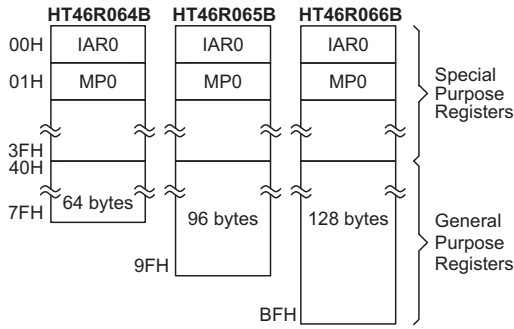 HT46R064B HT46R065B HT46R066B
00H IAR0 IAR0 IAR0
01H MP0 MP0 MP0
Special
Purpose
Registers
3FH
40H
7FH 64 bytes 96 bytes 128 bytes
General
Purpose
Registers
9FH
BFH